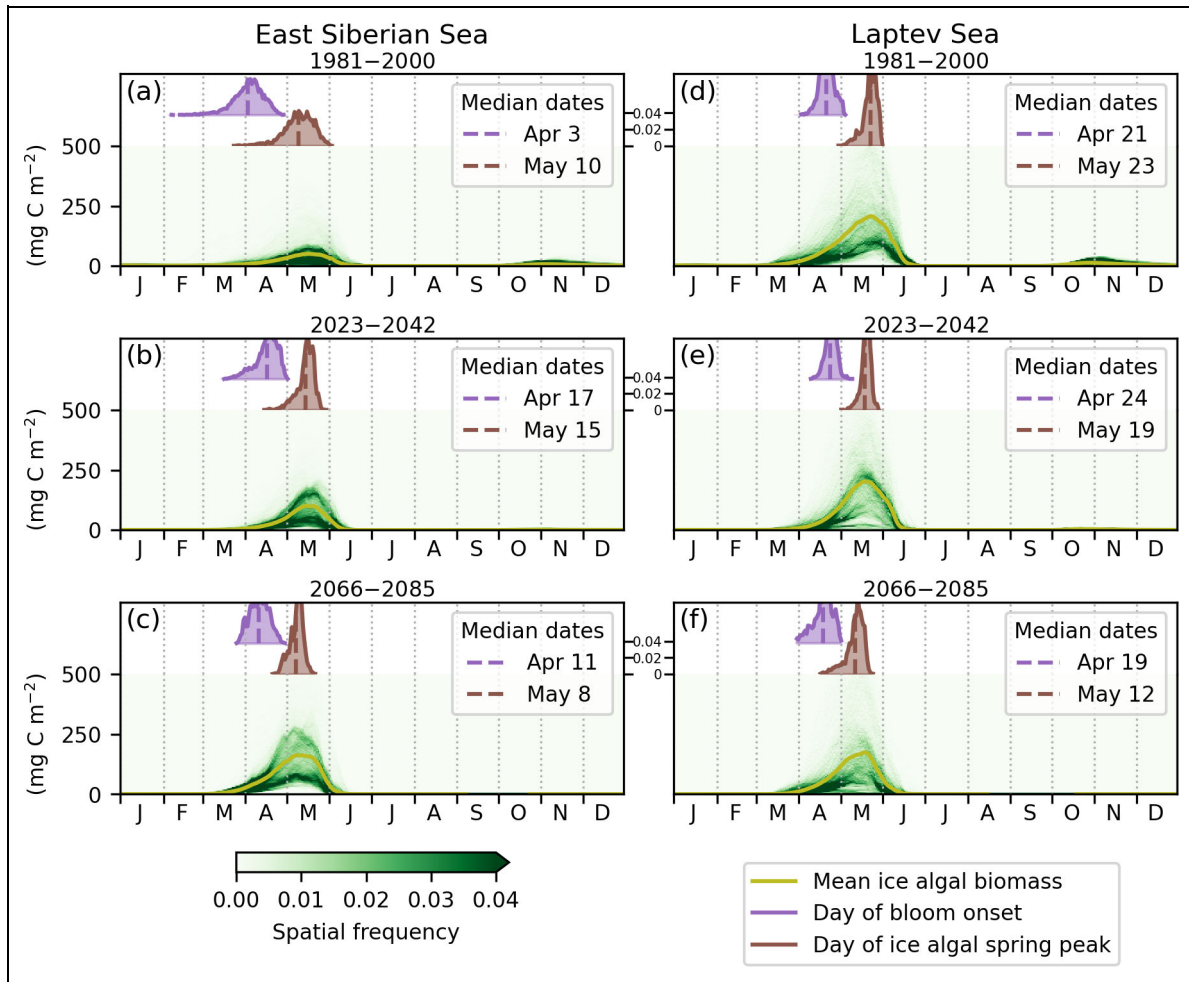 East Siberian Sea
1981−2000
(a)
Median dates
Apr 3
May 10
500
250
0
(mg C m−2)
J F M A M J J A S O N D
Laptev Sea
1981−2000
(d)
Median dates
Apr 21
May 23
0.04
0.02
0
J F M A M J J A S O N D
2023−2042
(b)
Median dates
Apr 17
May 15
500
250
0
(mg C m−2)
J F M A M J J A S O N D
2023−2042
(e)
Median dates
Apr 24
May 19
0.04
0.02
0
J F M A M J J A S O N D
2066−2085
(c)
Median dates
Apr 11
May 8
500
250
0
(mg C m−2)
J F M A M J J A S O N D
2066−2085
(f)
Median dates
Apr 19
May 12
0.04
0.02
0
J F M A M J J A S O N D
0.00 0.01 0.02 0.03 0.04
Spatial frequency
Mean ice algal biomass
Day of bloom onset
Day of ice algal spring peak